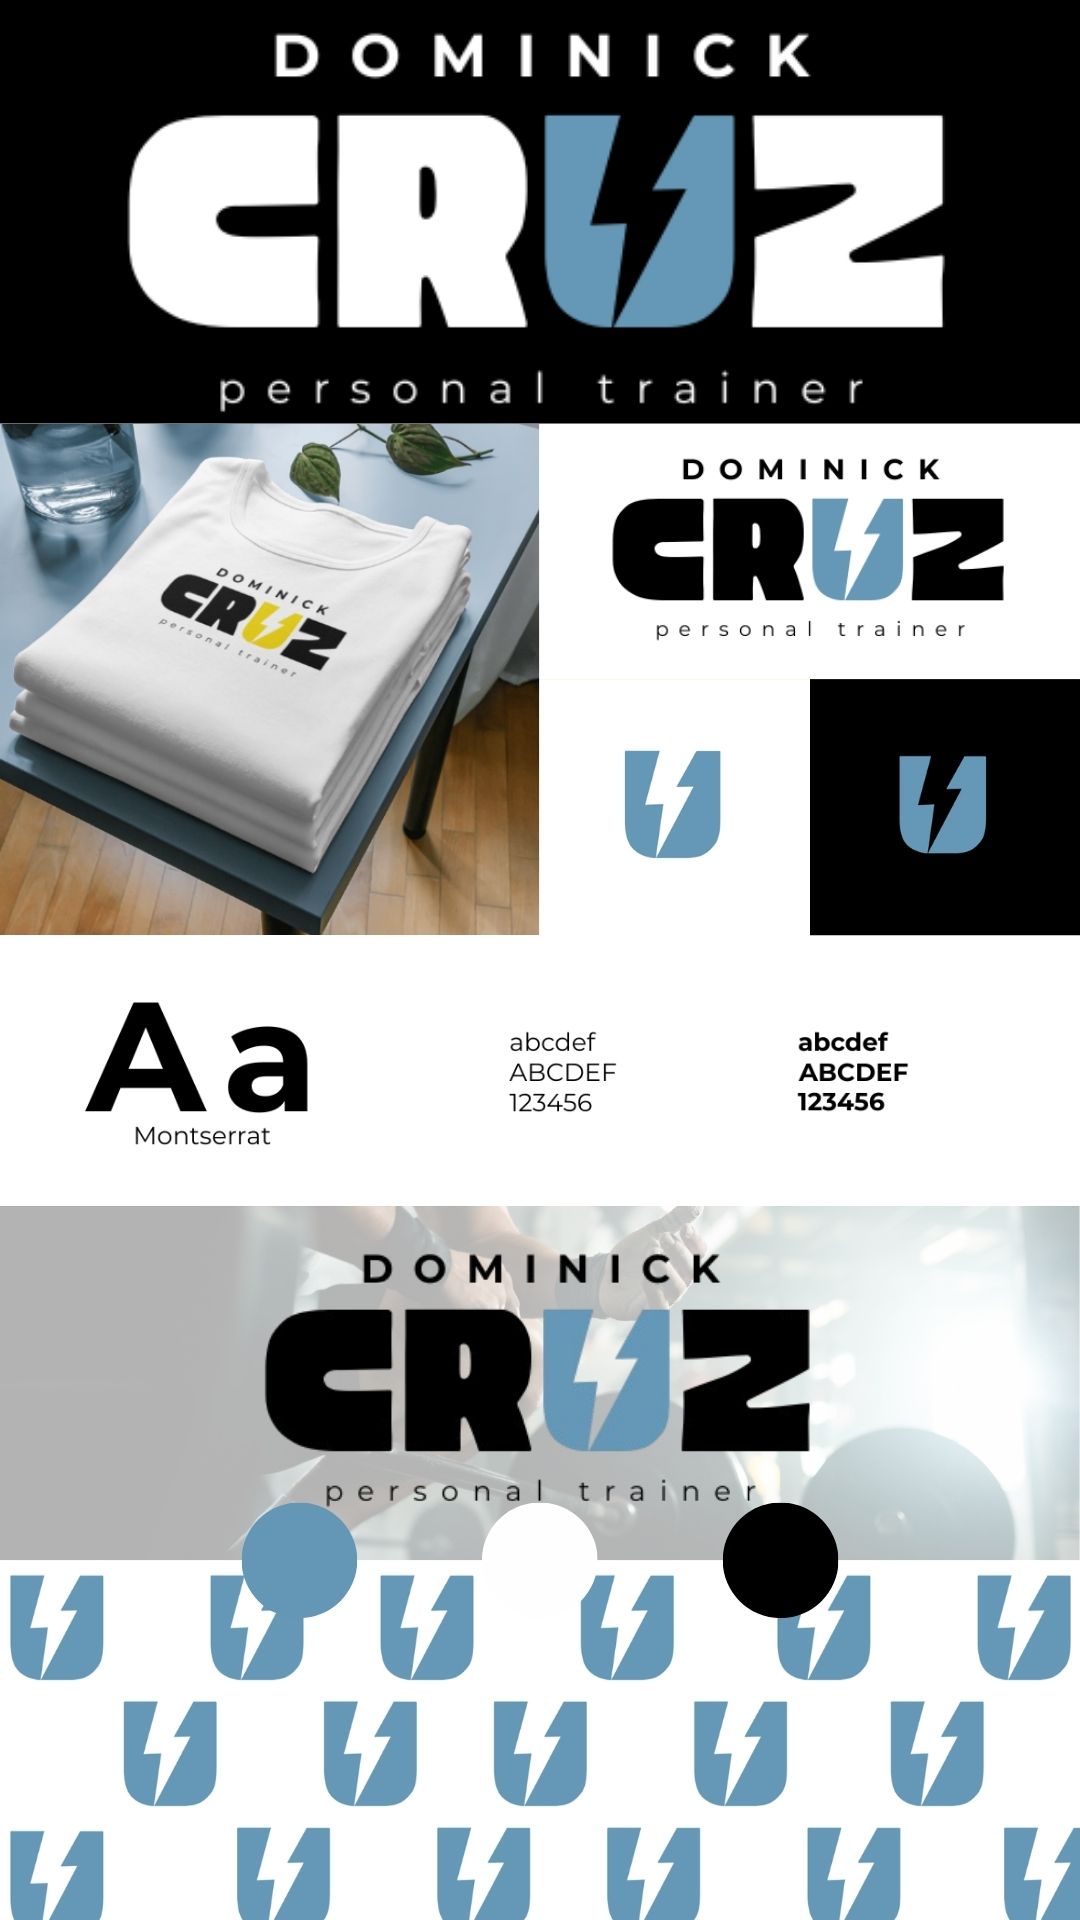 DOMINICK
CRUZ
personal trainer
DOMINICK
CRUZ
personal trainer
DOMINICK
CRUZ
personal trainer
Aa
Montserrat
abcdef
ABCDEF
123456
abcdef
ABCDEF
123456
DOMINICK
CRUZ
personal trainer